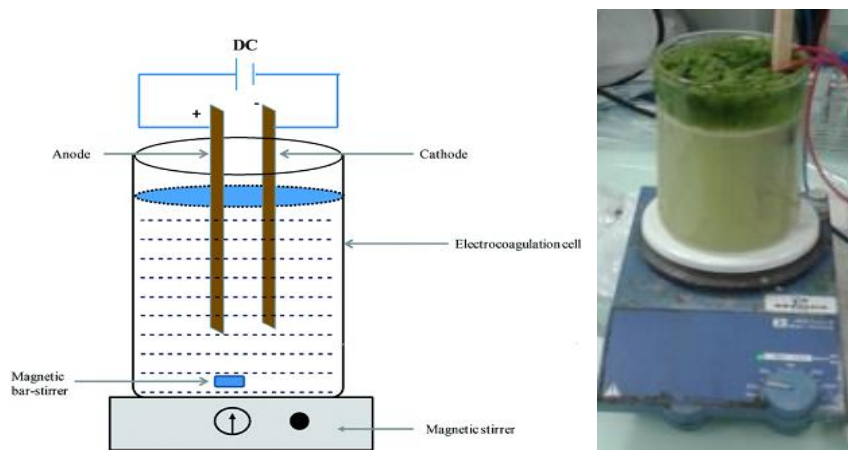 DC
+
-
Anode
Cathode
Electrocoagulation cell
Magnetic
bar-stirrer
Magnetic stirrer